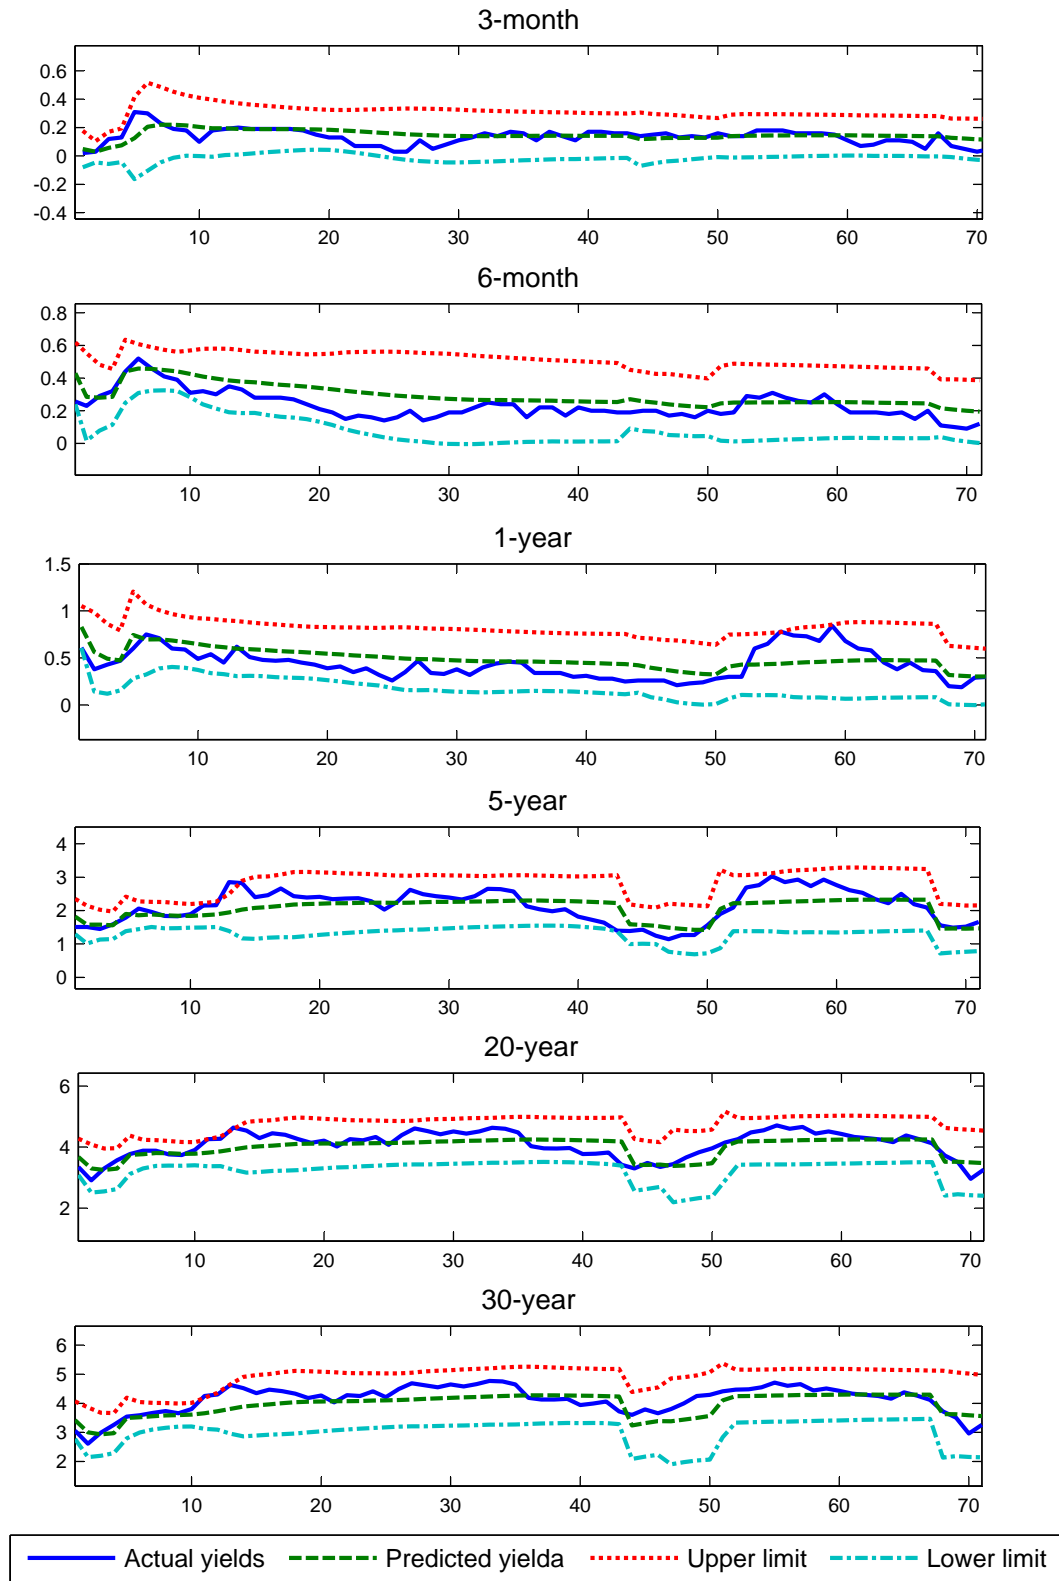 3-month
0.6
0.4
0.2
0
-0.2
-0.4
10 20 30 40 50 60 70
6-month
0.8
0.6
0.4
0.2
0
10 20 30 40 50 60 70
1-year
1.5
1
0.5
0
10 20 30 40 50 60 70
5-year
4
3
2
1
0
10 20 30 40 50 60 70
20-year
6
4
2
10 20 30 40 50 60 70
30-year
6
5
4
3
2
10 20 30 40 50 60 70
Actual yields Predicted yielda Upper limit Lower limit